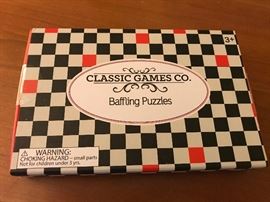 3+
CLASSIC GAMES CO.
Baffling Puzzles
WARNING:
CHOKING HAZARD – small parts
Not for children under 3 yrs.